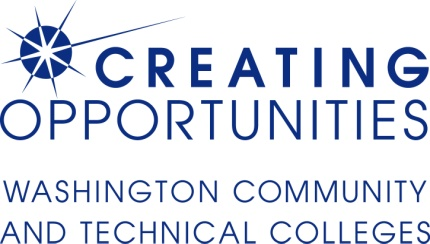 CREATING
OPPORTUNITIES
WASHINGTON COMMUNITY
AND TECHNICAL COLLEGES